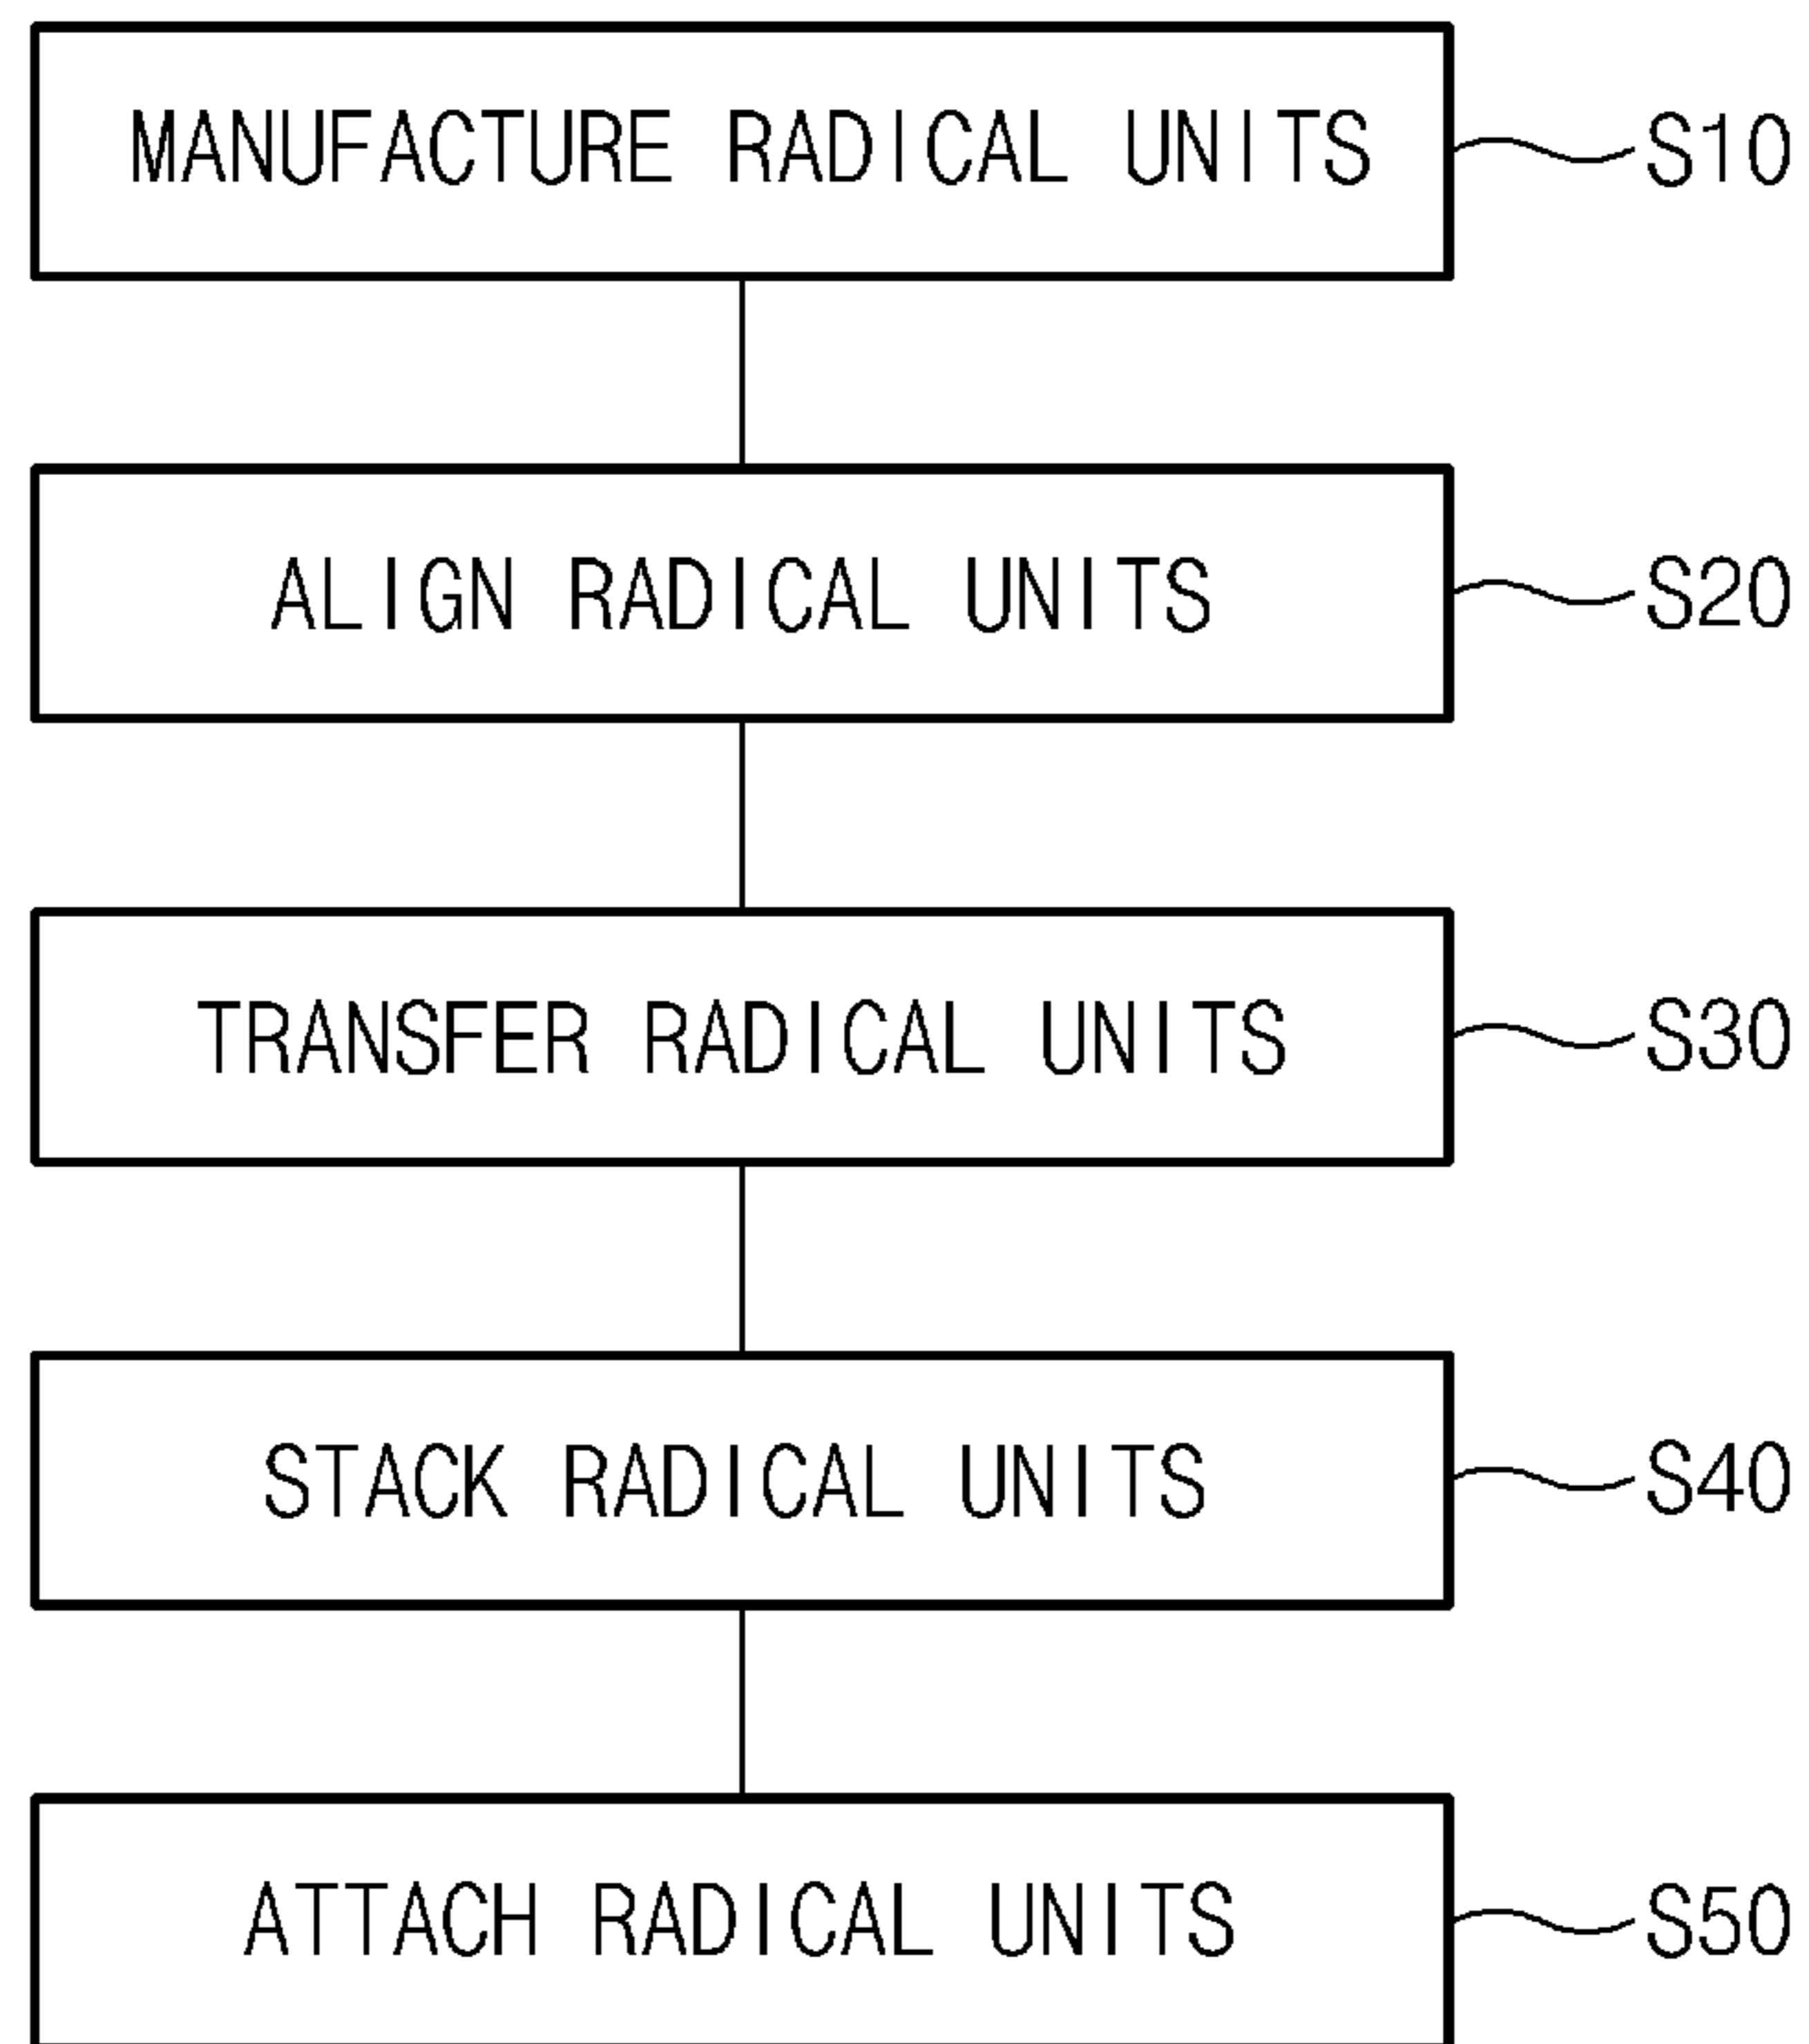 MANUFACTURE RADICAL UNITS S10
ALIGN RADICAL UNITS S20
TRANSFER RADICAL UNITS S30
STACK RADICAL UNITS S40
ATTACH RADICAL UNITS S50